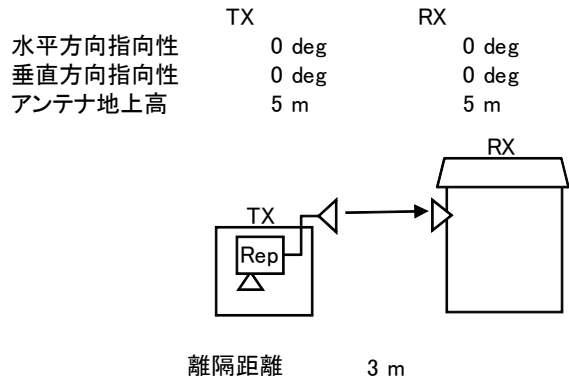 TX RX
水平方向指向性 0 deg 0 deg
垂直方向指向性 0 deg 0 deg
アンテナ地上高 5 m 5 m
RX
TX
Rep
離隔距離 3 m